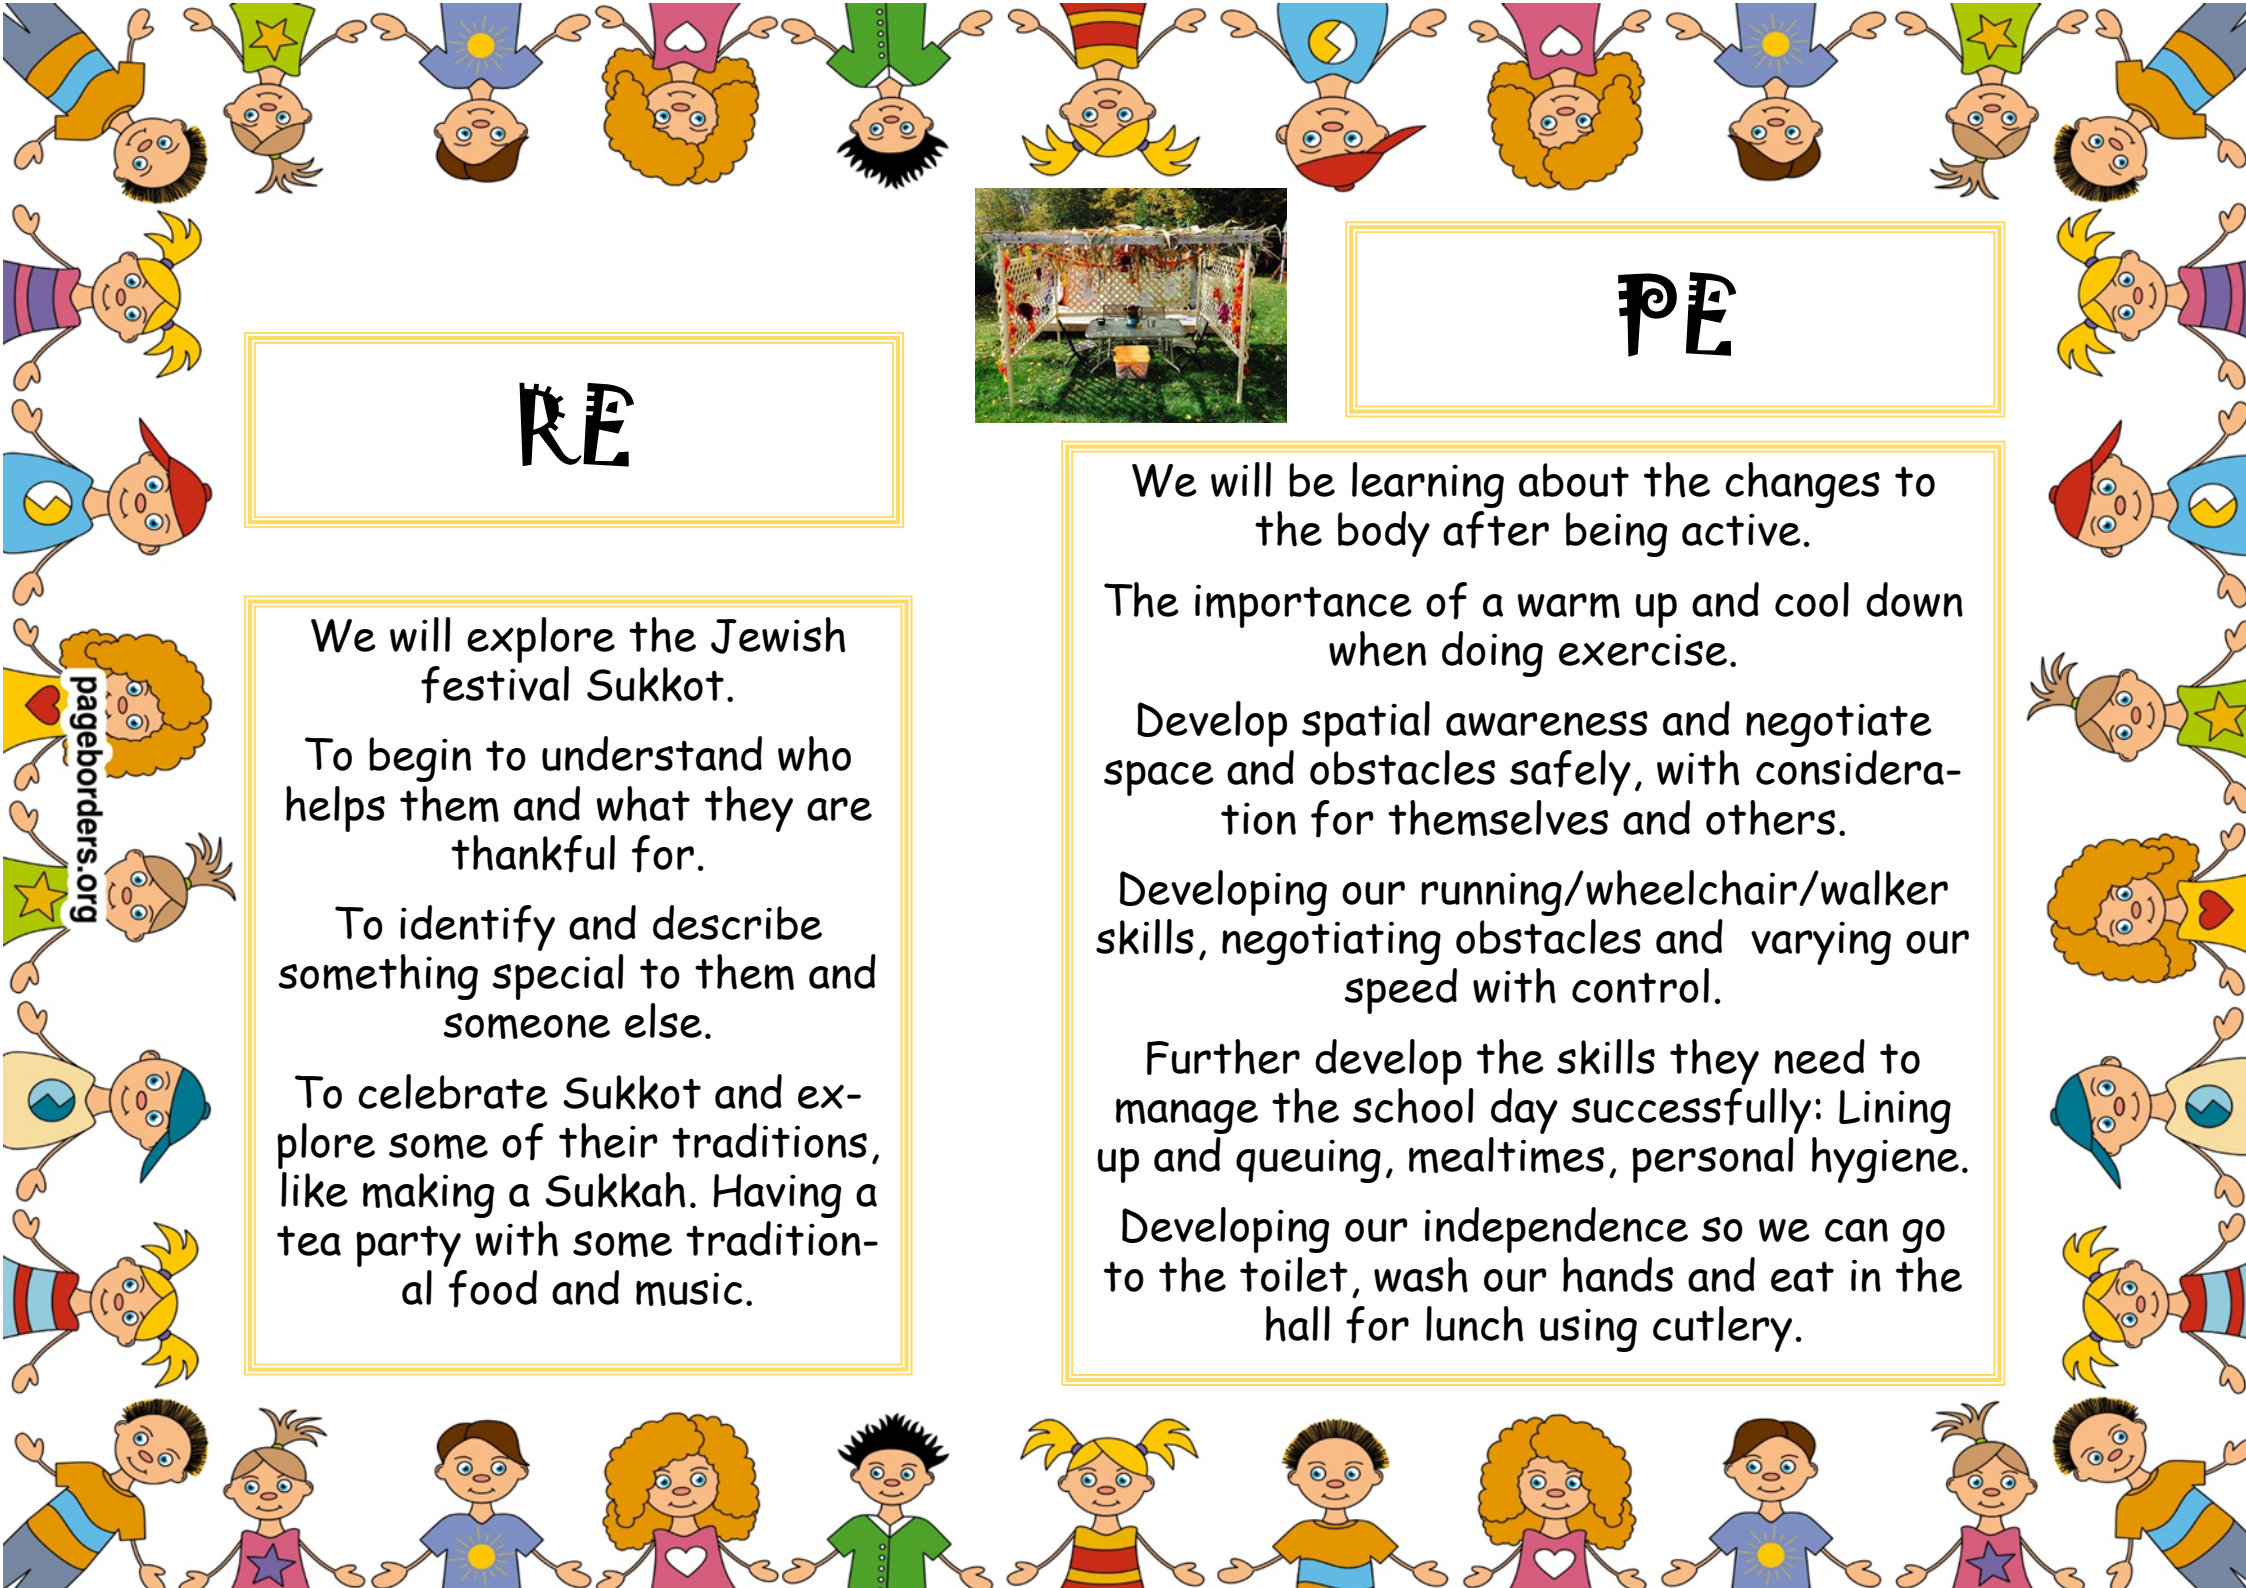 RE
We will explore the Jewish
festival Sukkot.
To begin to understand who
helps them and what they are
thankful for.
To identify and describe
something special to them and
someone else.
To celebrate Sukkot and ex-
plore some of their traditions,
like making a Sukkah. Having a
tea party with some tradition-
al food and music.
PE
We will be learning about the changes to
the body after being active.
The importance of a warm up and cool down
when doing exercise.
Develop spatial awareness and negotiate
space and obstacles safely, with considera-
tion for themselves and others.
Developing our running/wheelchair/walker
skills, negotiating obstacles and  varying our
speed with control.
Further develop the skills they need to
manage the school day successfully: Lining
up and queuing, mealtimes, personal hygiene.
Developing our independence so we can go
to the toilet, wash our hands and eat in the
hall for lunch using cutlery.
pageborders.org